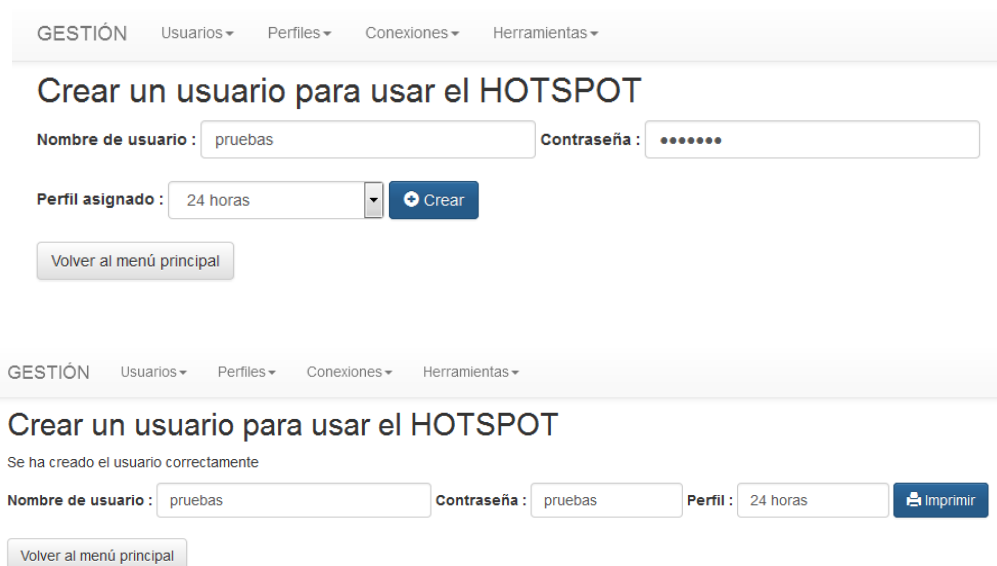 GESTIÓN Usuarios Perfiles Conexiones Herramientas
Crear un usuario para usar el HOTSPOT
Nombre de usuario : pruebas Contraseña : •••••••
Perfil asignado : 24 horas Crear
Volver al menú principal
GESTIÓN Usuarios Perfiles Conexiones Herramientas
Crear un usuario para usar el HOTSPOT
Se ha creado el usuario correctamente
Nombre de usuario : pruebas Contraseña : pruebas Perfil : 24 horas Imprimir
Volver al menú principal